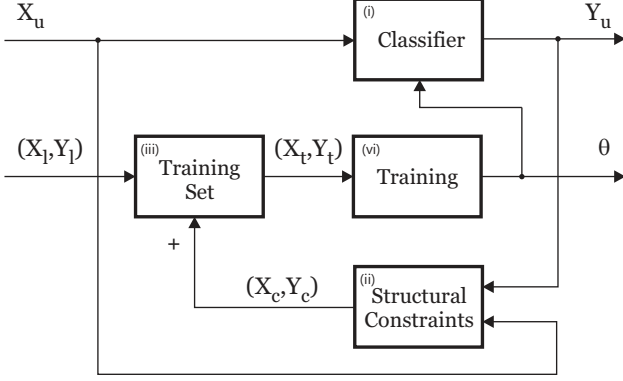 X_u
(i)
Classifier
Y_u
(X_l,Y_l)
(iii)
Training
Set
(X_t,Y_t)
(vi)
Training
θ
+
(X_c,Y_c)
(ii)
Structural
Constraints